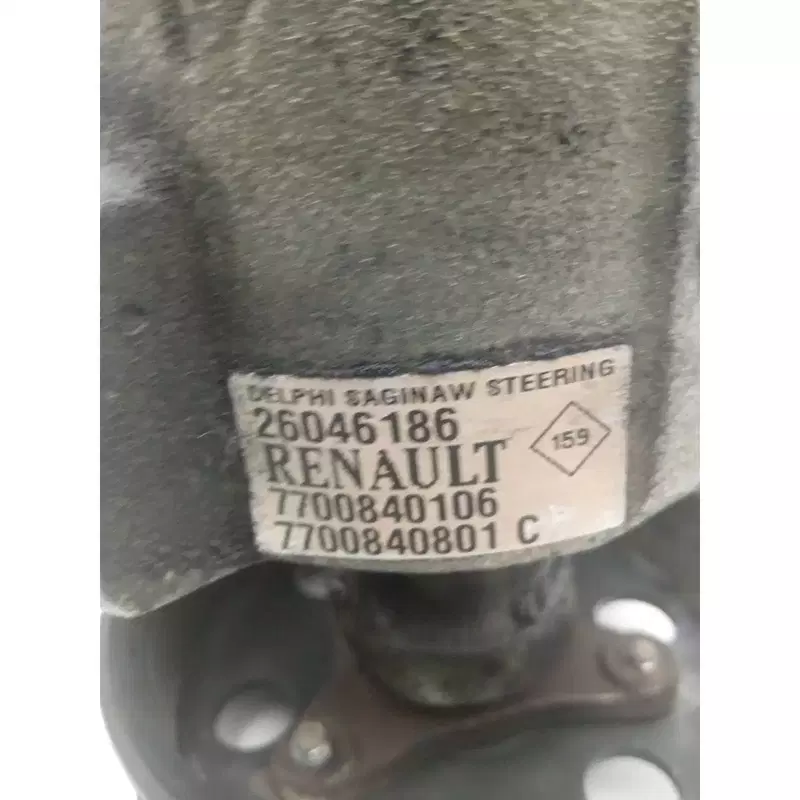 DELPHI SAGINAW STEERING
26046186
159
RENAULT
7700840106
7700840801 C